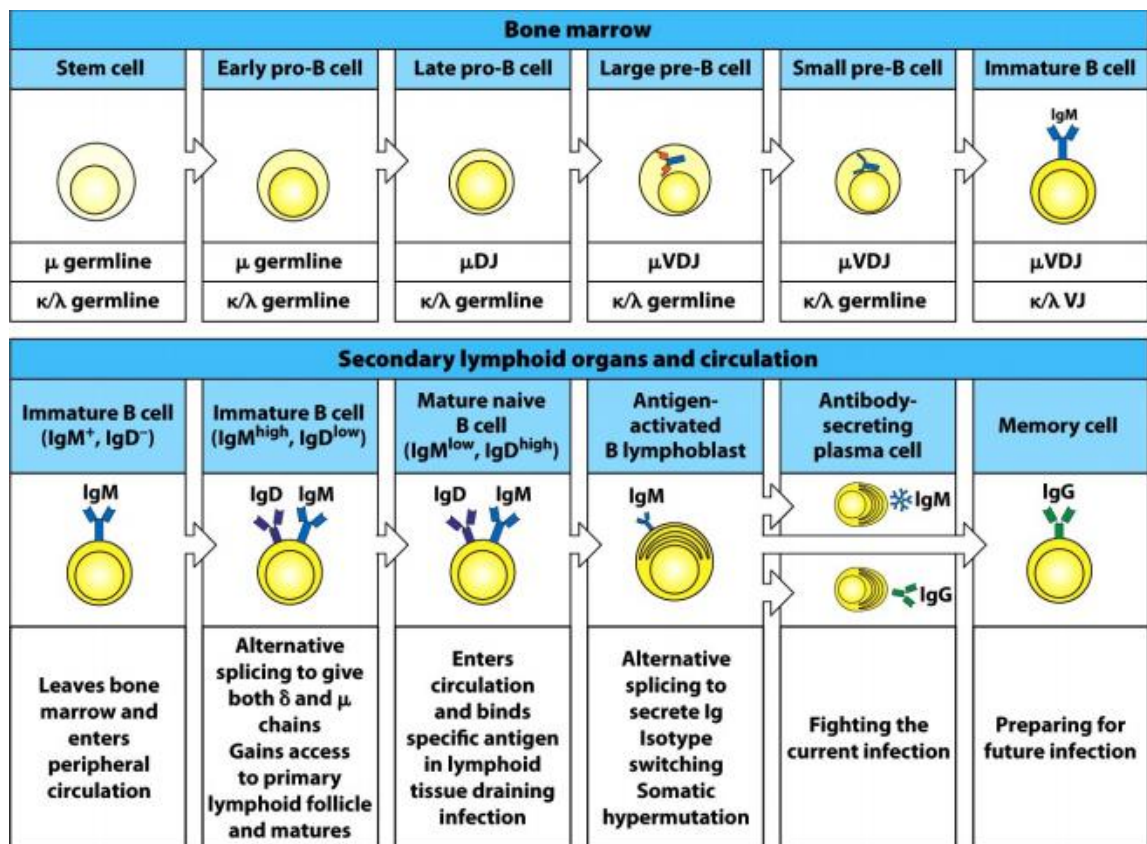 Bone marrow
Stem cell
Early pro-B cell
Late pro-B cell
Large pre-B cell
Small pre-B cell
Immature B cell
IgM
μ germline
μ germline
μDJ
μVDJ
μVDJ
μVDJ
κ/λ germline
κ/λ germline
κ/λ germline
κ/λ germline
κ/λ germline
κ/λ VJ
Secondary lymphoid organs and circulation
Immature B cell
(IgM⁺, IgD⁻)
Immature B cell
(IgMhigh, IgDlow)
Mature naive
B cell
(IgMlow, IgDhigh)
Antigen-
activated
B lymphoblast
Antibody-
secreting
plasma cell
Memory cell
IgM
IgD IgM
IgD IgM
IgM
IgM
IgG
IgG
Leaves bone
marrow and
enters
peripheral
circulation
Alternative
splicing to give
both δ and μ
chains
Gains access
to primary
lymphoid follicle
and matures
Enters
circulation
and binds
specific antigen
in lymphoid
tissue draining
infection
Alternative
splicing to
secrete Ig
Isotype
switching
Somatic
hypermutation
Fighting the
current infection
Preparing for
future infection